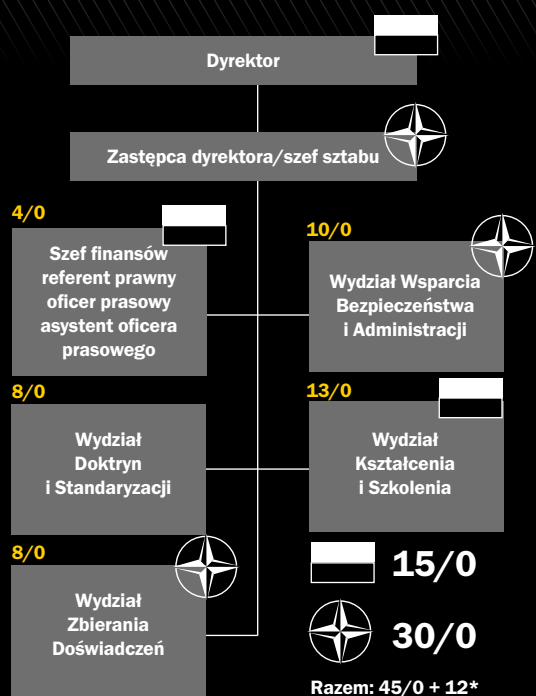 Dyrektor
Zastępca dyrektora/szef sztabu
4/0
Szef finansów
referent prawny
oficer prasowy
asystent oficera
prasowego
10/0
Wydział Wsparcia
Bezpieczeństwa
i Administracji
8/0
Wydział
Doktryn
i Standaryzacji
13/0
Wydział
Kształcenia
i Szkolenia
8/0
Wydział
Zbierania
Doświadczeń
15/0
30/0
Razem: 45/0 + 12*